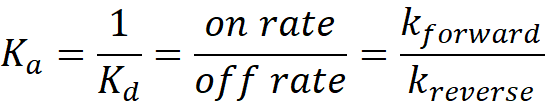 K_a = 1/K_d = on rate/off rate = k_forward/k_reverse